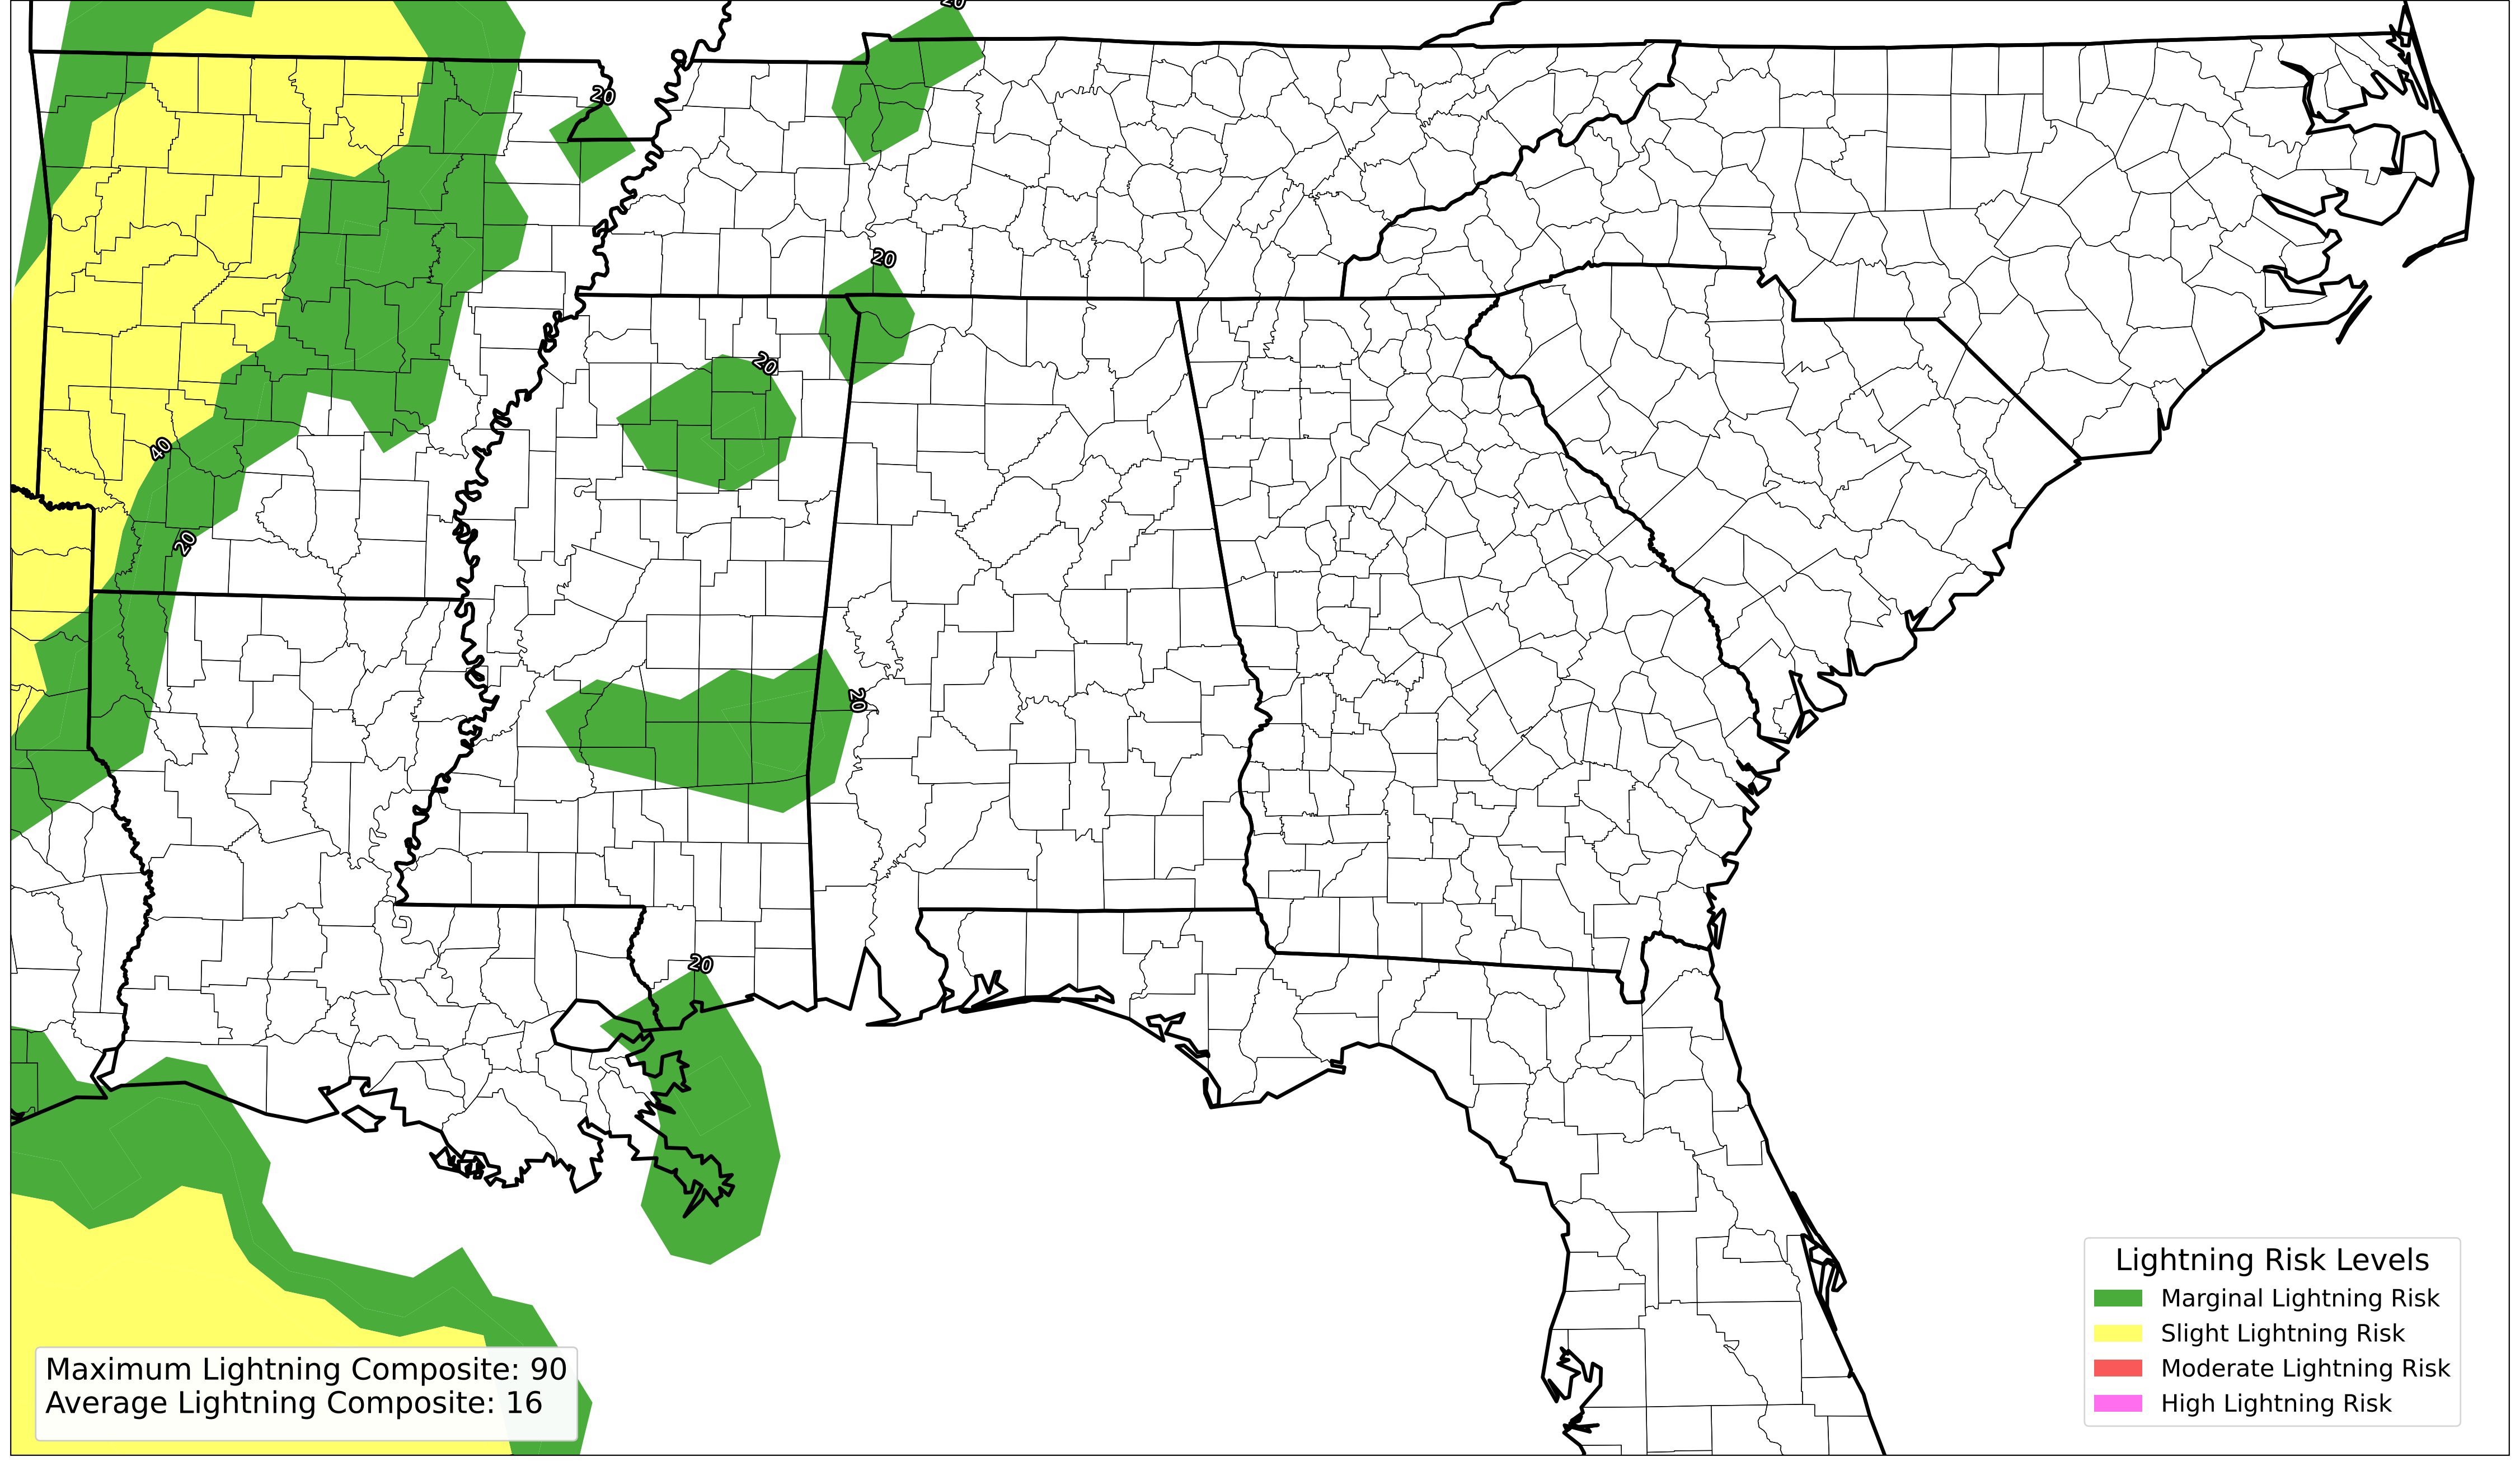 20
20
20
20
40
20
20
20
Lightning Risk Levels
Marginal Lightning Risk
Slight Lightning Risk
Moderate Lightning Risk
High Lightning Risk
Maximum Lightning Composite: 90
Average Lightning Composite: 16